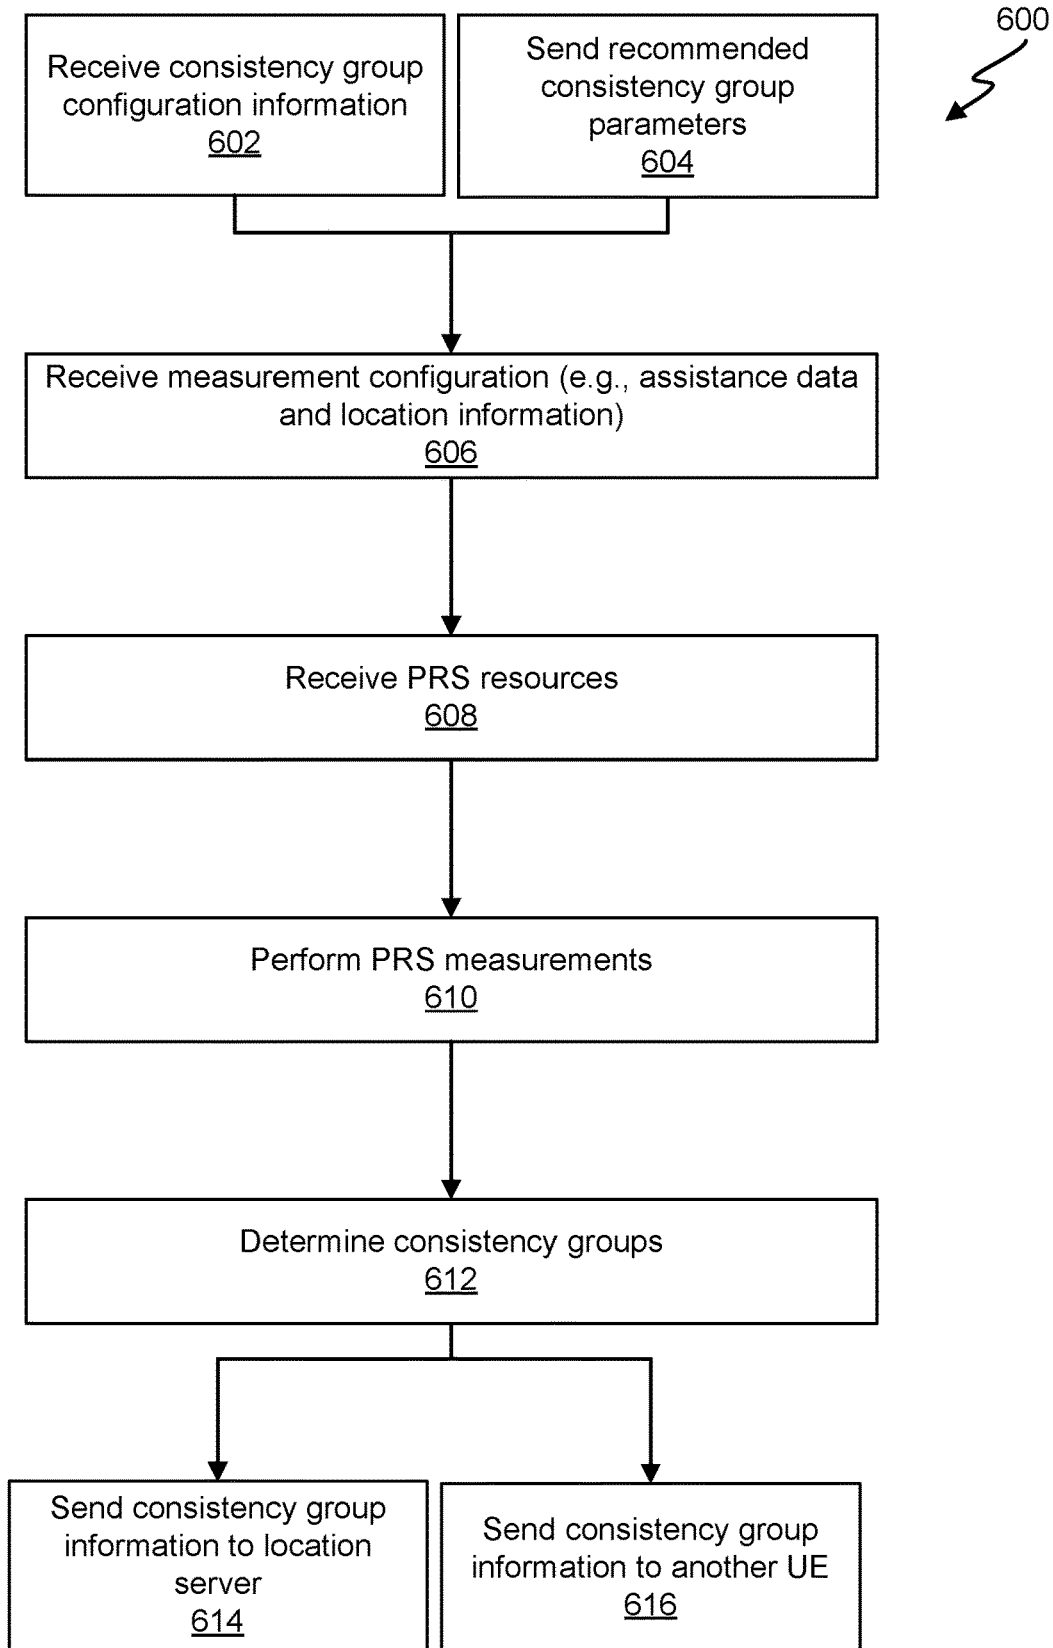 600
Receive consistency group
configuration information
602
Send recommended
consistency group
parameters
604
Receive measurement configuration (e.g., assistance data
and location information)
606
Receive PRS resources
608
Perform PRS measurements
610
Determine consistency groups
612
Send consistency group
information to location
server
614
Send consistency group
information to another UE
616